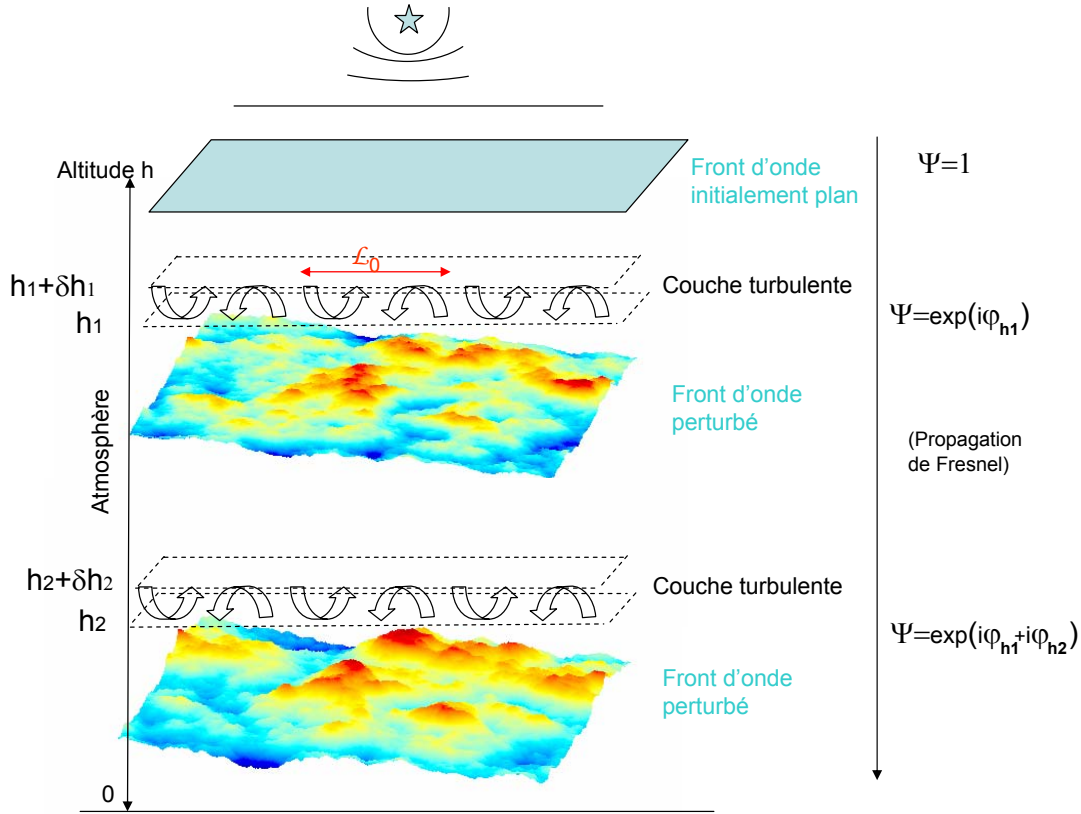 Altitude h
Front d'onde
initialement plan
Ψ=1
ℒ0
h1+δh1
Couche turbulente
h1
Ψ=exp(iφh1)
Atmosphère
Front d'onde
perturbé
(Propagation
de Fresnel)
h2+δh2
Couche turbulente
h2
Ψ=exp(iφh1+iφh2)
Front d'onde
perturbé
0